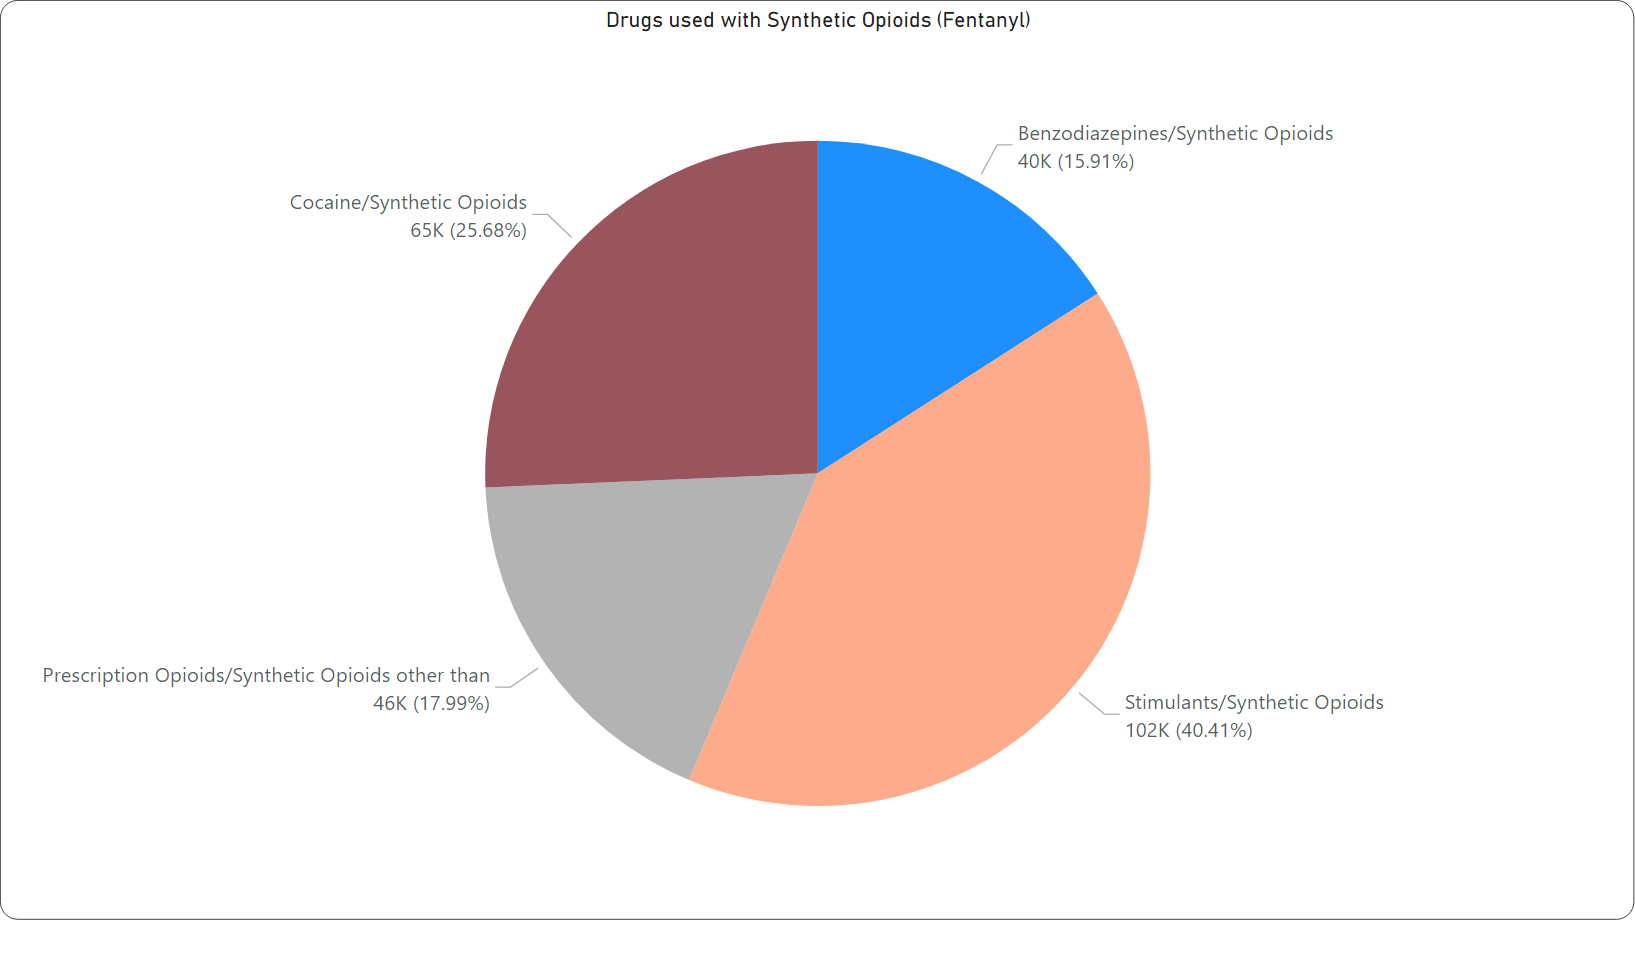 Drugs used with Synthetic Opioids (Fentanyl)
Benzodiazepines/Synthetic Opioids
40K (15.91%)
Cocaine/Synthetic Opioids
65K (25.68%)
Prescription Opioids/Synthetic Opioids other than
46K (17.99%)
Stimulants/Synthetic Opioids
102K (40.41%)